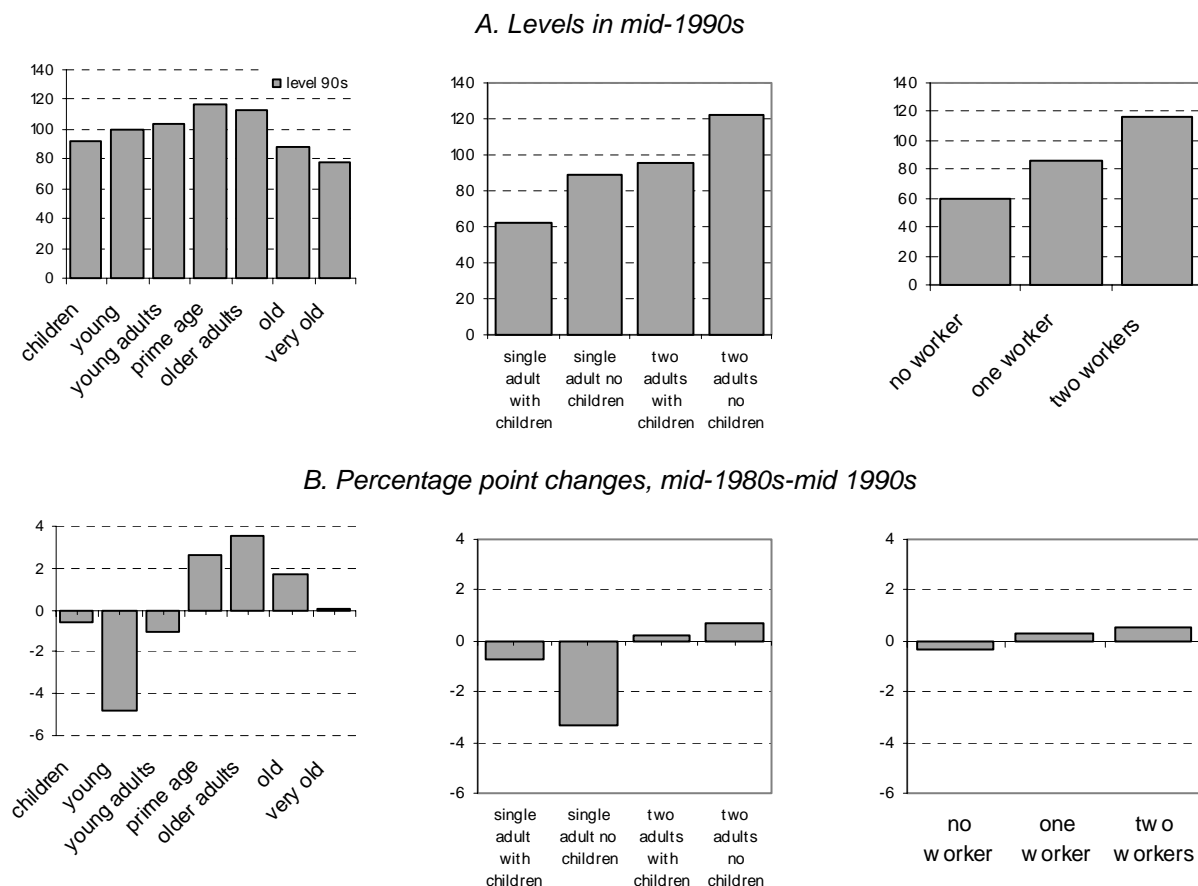 A. Levels in mid-1990s
140
120
100
80
60
40
20
0
level 90s
children
young
young adults
prime age
older adults
old
very old
140
120
100
80
60
40
20
0
single adult with children
single adult no children
two adults with children
two adults no children
140
120
100
80
60
40
20
0
no worker
one worker
two workers
B. Percentage point changes, mid-1980s-mid 1990s
4
2
0
-2
-4
-6
children
young
young adults
prime age
older adults
old
very old
4
2
0
-2
-4
-6
single adult with children
single adult no children
two adults with children
two adults no children
4
2
0
-2
-4
-6
no worker
one worker
two workers